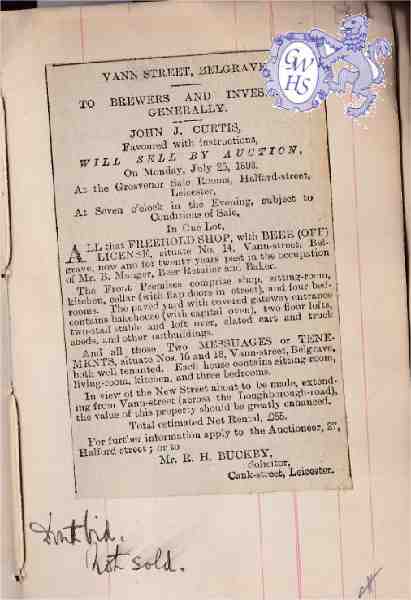 GWHS
VANN STREET, BELGRAVE
TO BREWERS AND INVES
GENERALLY.
JOHN J. CURTIS,
Favoured with instructions,
WILL SELL BY AUCTION,
On Monday, July 25, 1898.
At the Grosvenor Sale Rooms, Halford-street,
Leicester,
At Seven o'clock in the Evening, subject to
Conditions of Sale,
In One Lot,
ALL that FREEHOLD SHOP, with BEER (OFF)
LICENSE, situate No. 14, Vann-street, Bel-
grave, now and for twenty years past in the occupation
of Mr. B. Manger, Beer Retailer and Baker.
The Front Premises comprise shop, sitting-room,
kitchen, cellar (with flap doors in street), and four bed-
rooms. The paved yard with covered gateway entrance
contains bakehouse (with capital oven), two flour lofts,
two-stall stable and loft over, slated cart and truck
sheds, and other outbuildings.
And all those Two MESSUAGES or TENE-
MENTS, situate Nos. 16 and 18, Vann-street, Belgrave,
both well tenanted. Each house contains sitting room,
living-room, kitchen, and three bedrooms.
In view of the New Street about to be made, extend-
ing from Vann-street (across the Loughborough-road),
the value of this property should be greatly enhanced.
Total estimated Net Rental, £55.
For further information apply to the Auctioneer, 27,
Halford street; or to
Mr. R. H. BUCKBY,
Solicitor,
Cank-street, Leicester.
Dint bid.
Not sold.